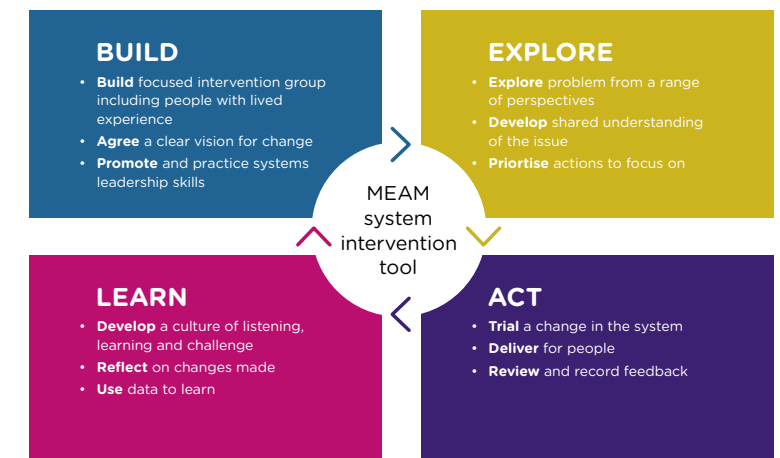 BUILD
• Build focused intervention group
including people with lived
experience
• Agree a clear vision for change
• Promote and practice systems
leadership skills
EXPLORE
• Explore problem from a range
of perspectives
• Develop shared understanding
of the issue
• Priortise actions to focus on
MEAM
system
intervention
tool
LEARN
• Develop a culture of listening,
learning and challenge
• Reflect on changes made
• Use data to learn
ACT
• Trial a change in the system
• Deliver for people
• Review and record feedback